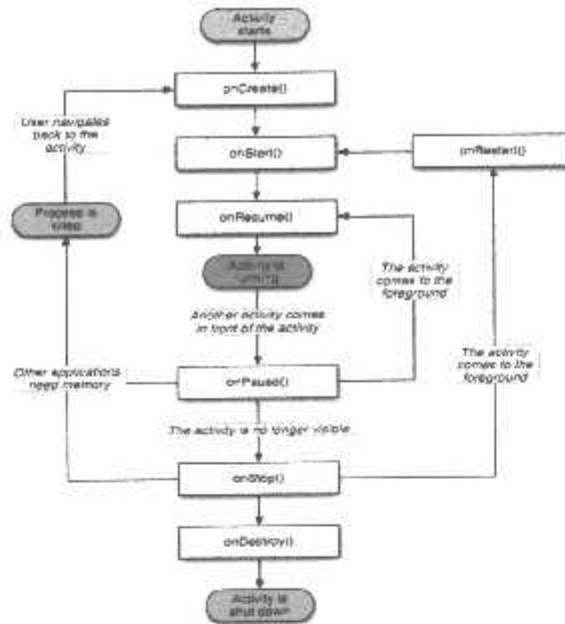 Activity
starts
onCreate()
User navigates
back to the
activity
onStart()
onRestart()
Process is
killed
onResume()
Activity is
running
The activity
comes to the
foreground
Another activity comes
in front of the activity
The activity
comes to the
foreground
Other applications
need memory
onPause()
The activity is no longer visible
onStop()
onDestroy()
Activity is
shut down